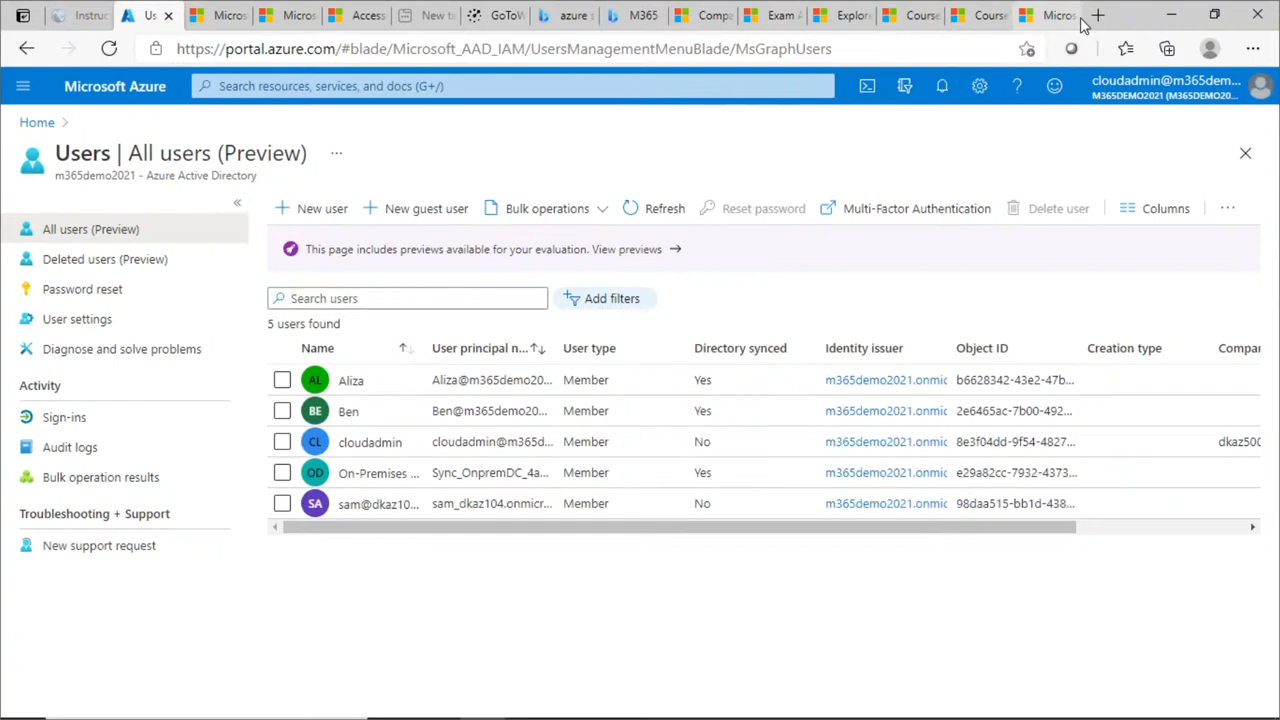 Instruc
Us
Micros
Micros
Access
New ta
GoToW
azure s
M365
Compa
Exam A
Explor
Course
Course
Micros
https://portal.azure.com/#blade/Microsoft_AAD_IAM/UsersManagementMenuBlade/MsGraphUsers
Microsoft Azure
Search resources, services, and docs (G+/)
cloudadmin@m365dem...
M365DEMO2021 (M365DEMO20...
Home
Users | All users (Preview) ...
m365demo2021 - Azure Active Directory
All users (Preview)
Deleted users (Preview)
Password reset
User settings
Diagnose and solve problems
Activity
Sign-ins
Audit logs
Bulk operation results
Troubleshooting + Support
New support request
New user
New guest user
Bulk operations
Refresh
Reset password
Multi-Factor Authentication
Delete user
Columns
...
This page includes previews available for your evaluation. View previews →
Search users
Add filters
5 users found
Name User principal n... User type Directory synced Identity issuer Object ID Creation type Compar
AL Aliza Aliza@m365demo20... Member Yes m365demo2021.onmic b6628342-43e2-47b...
BE Ben Ben@m365demo20... Member Yes m365demo2021.onmic 2e6465ac-7b00-492...
CL cloudadmin cloudadmin@m365d... Member No m365demo2021.onmic 8e3f04dd-9f54-4827... dkaz500
OD On-Premises ... Sync_OnpremDC_4a... Member Yes m365demo2021.onmic e29a82cc-7932-4373...
SA sam@dkaz10... sam_dkaz104.onmicr... Member No m365demo2021.onmic 98daa515-bb1d-438...